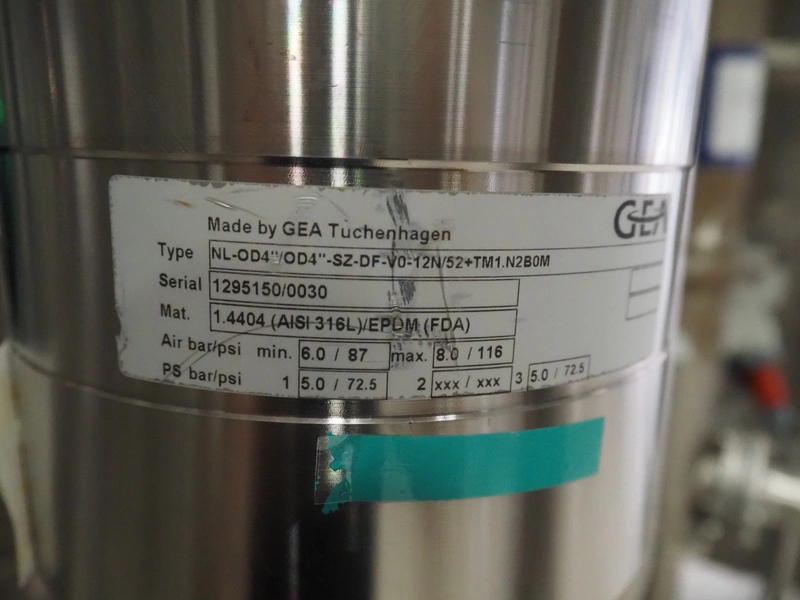 GEA
Made by GEA Tuchenhagen
Type NL-OD4"/OD4"-SZ-DF-V0-12N/52+TM1.N2B0M
Serial 1295150/0030
Mat. 1.4404 (AISI 316L)/EPDM (FDA)
Air bar/psi min. 6.0 / 87 max. 8.0 / 116
PS bar/psi 1 5.0 / 72.5 2 xxx / xxx 3 5.0 / 72.5